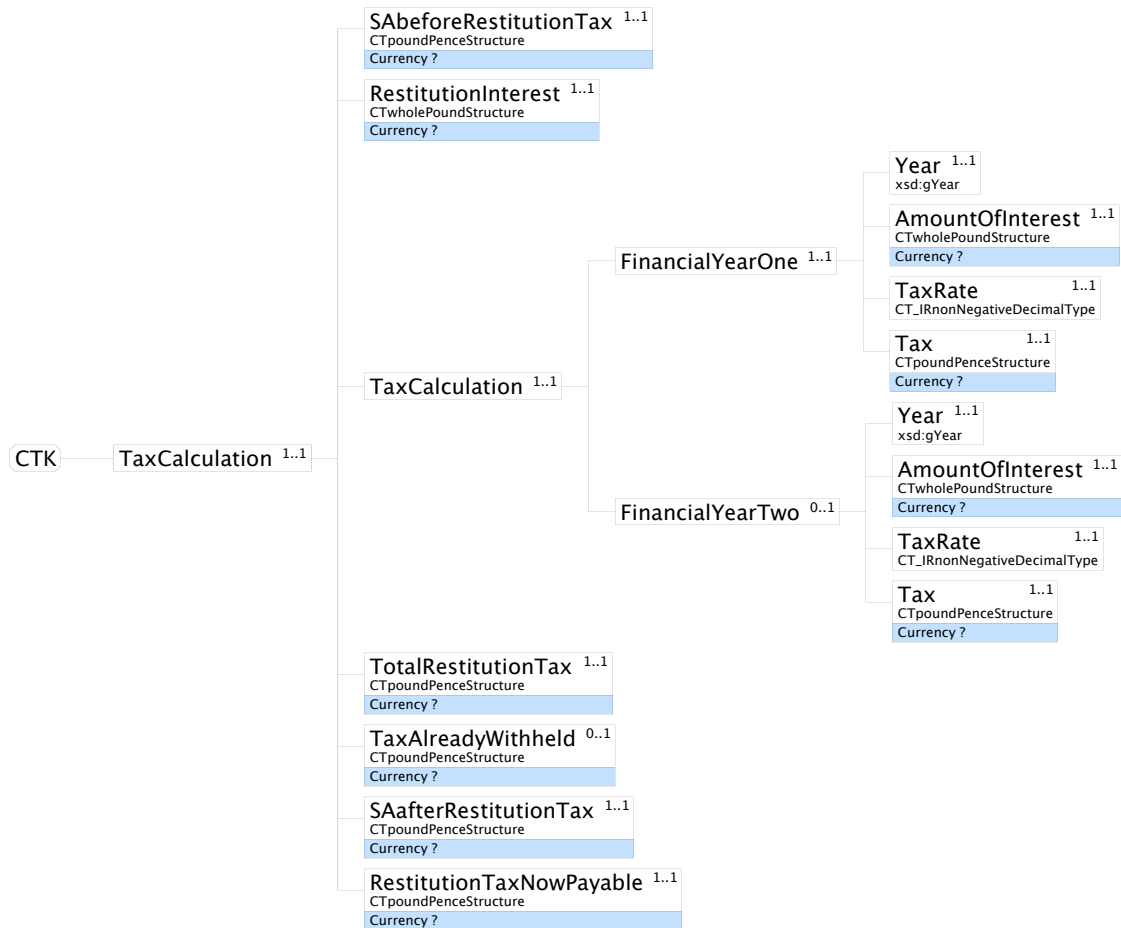 SAbeforeRestitutionTax 1..1
CTpoundPenceStructure
Currency ?
RestitutionInterest 1..1
CTwholePoundStructure
Currency ?
Year 1..1
xsd:gYear
AmountOfInterest 1..1
CTwholePoundStructure
Currency ?
FinancialYearOne 1..1
TaxRate 1..1
CT_IRnonNegativeDecimalType
Tax 1..1
CTpoundPenceStructure
Currency ?
TaxCalculation 1..1
Year 1..1
xsd:gYear
CTK
TaxCalculation 1..1
AmountOfInterest 1..1
CTwholePoundStructure
Currency ?
FinancialYearTwo 0..1
TaxRate 1..1
CT_IRnonNegativeDecimalType
Tax 1..1
CTpoundPenceStructure
Currency ?
TotalRestitutionTax 1..1
CTpoundPenceStructure
Currency ?
TaxAlreadyWithheld 0..1
CTpoundPenceStructure
Currency ?
SAafterRestitutionTax 1..1
CTpoundPenceStructure
Currency ?
RestitutionTaxNowPayable 1..1
CTpoundPenceStructure
Currency ?